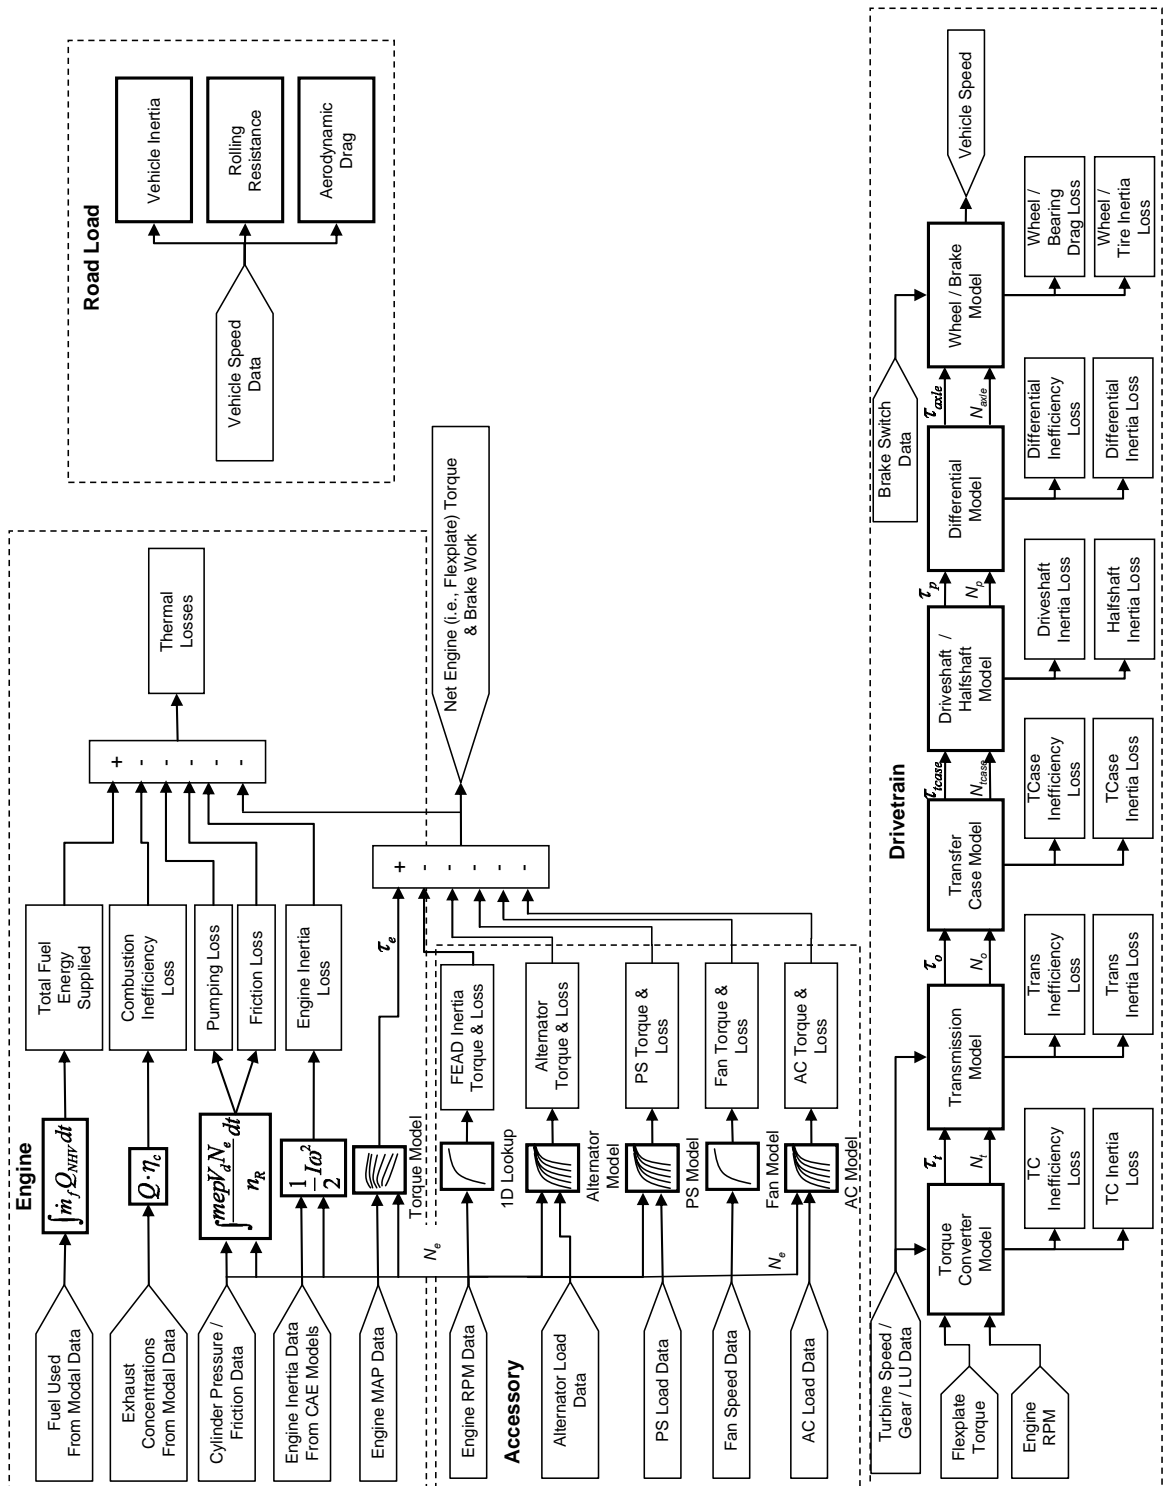 Engine
Fuel Used
From Modal Data
∫ṁ_f Q_NHV dt
Total Fuel
Energy
Supplied
Exhaust
Concentrations
From Modal Data
Q·η_c
Combustion
Inefficiency
Loss
Cylinder Pressure /
Friction Data
∫ mepV_d N_e / n_R dt
Pumping Loss
Friction Loss
Engine Inertia Data
From CAE Models
1/2 Iω²
Engine Inertia
Loss
Engine MAP Data
Torque Model
τ_e
+
-
-
-
-
-
Thermal
Losses
N_e
Accessory
Engine RPM Data
1D Lookup
FEAD Inertia
Torque & Loss
Alternator Load
Data
Alternator
Model
Alternator
Torque & Loss
PS Load Data
PS Model
PS Torque &
Loss
Fan Speed Data
Fan Model
Fan Torque &
Loss
N_e
AC Load Data
AC Model
AC Torque &
Loss
+
-
-
-
-
-
Net Engine (i.e., Flexplate) Torque
& Brake Work
Road Load
Vehicle Speed
Data
Vehicle Inertia
Rolling
Resistance
Aerodynamic
Drag
Drivetrain
Turbine Speed /
Gear / LU Data
Flexplate
Torque
Engine
RPM
Torque
Converter
Model
TC
Inefficiency
Loss
TC Inertia
Loss
τ_t
N_t
Transmission
Model
Trans
Inefficiency
Loss
Trans
Inertia Loss
τ_o
N_o
Transfer
Case Model
TCase
Inefficiency
Loss
TCase
Inertia Loss
τ_tcase
N_tcase
Driveshaft /
Halfshaft
Model
Driveshaft
Inertia Loss
Halfshaft
Inertia Loss
τ_p
N_p
Differential
Model
Differential
Inefficiency
Loss
Differential
Inertia Loss
τ_axle
N_axle
Brake Switch
Data
Wheel / Brake
Model
Wheel /
Bearing
Drag Loss
Wheel /
Tire Inertia
Loss
Vehicle Speed